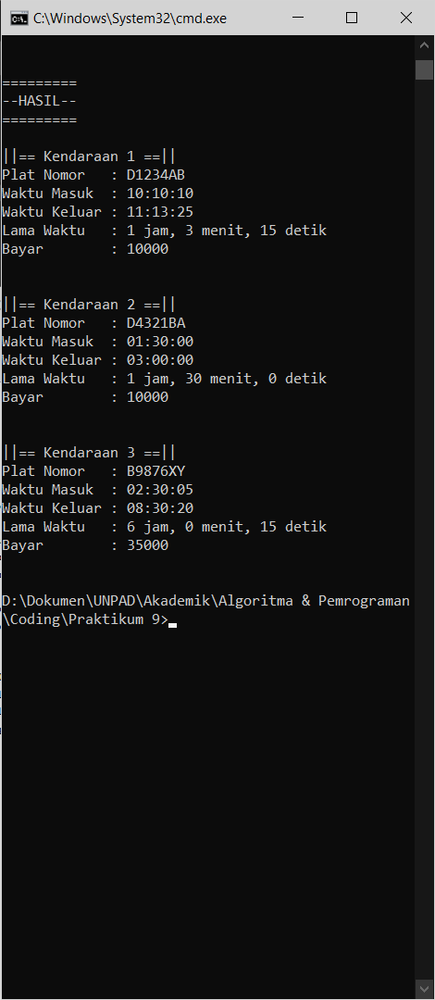 C:\Windows\System32\cmd.exe
=========
--HASIL--
=========
||== Kendaraan 1 ==||
Plat Nomor   : D1234AB
Waktu Masuk  : 10:10:10
Waktu Keluar : 11:13:25
Lama Waktu   : 1 jam, 3 menit, 15 detik
Bayar        : 10000
||== Kendaraan 2 ==||
Plat Nomor   : D4321BA
Waktu Masuk  : 01:30:00
Waktu Keluar : 03:00:00
Lama Waktu   : 1 jam, 30 menit, 0 detik
Bayar        : 10000
||== Kendaraan 3 ==||
Plat Nomor   : B9876XY
Waktu Masuk  : 02:30:05
Waktu Keluar : 08:30:20
Lama Waktu   : 6 jam, 0 menit, 15 detik
Bayar        : 35000
D:\Dokumen\UNPAD\Akademik\Algoritma & Pemrograman
\Coding\Praktikum 9>